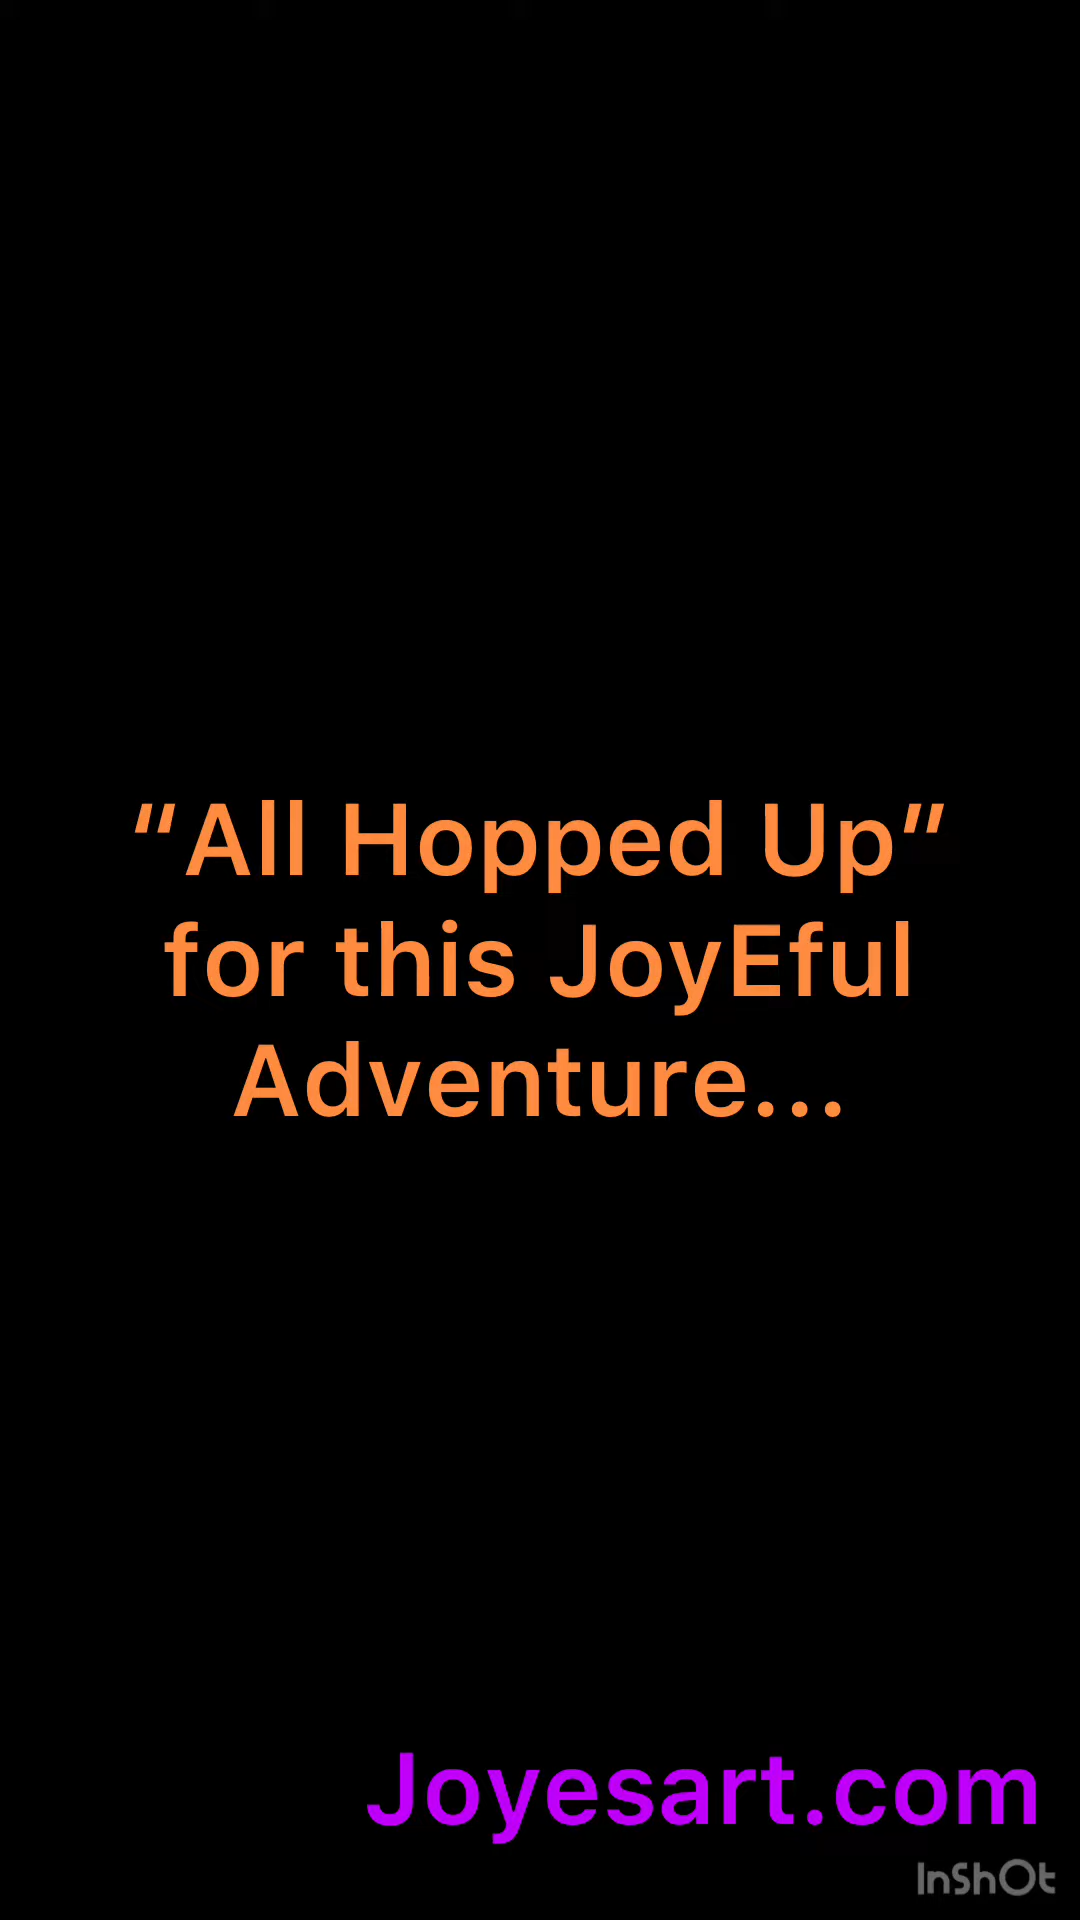 “All Hopped Up”
for this JoyEful
Adventure...
Joyesart.com
InShOt